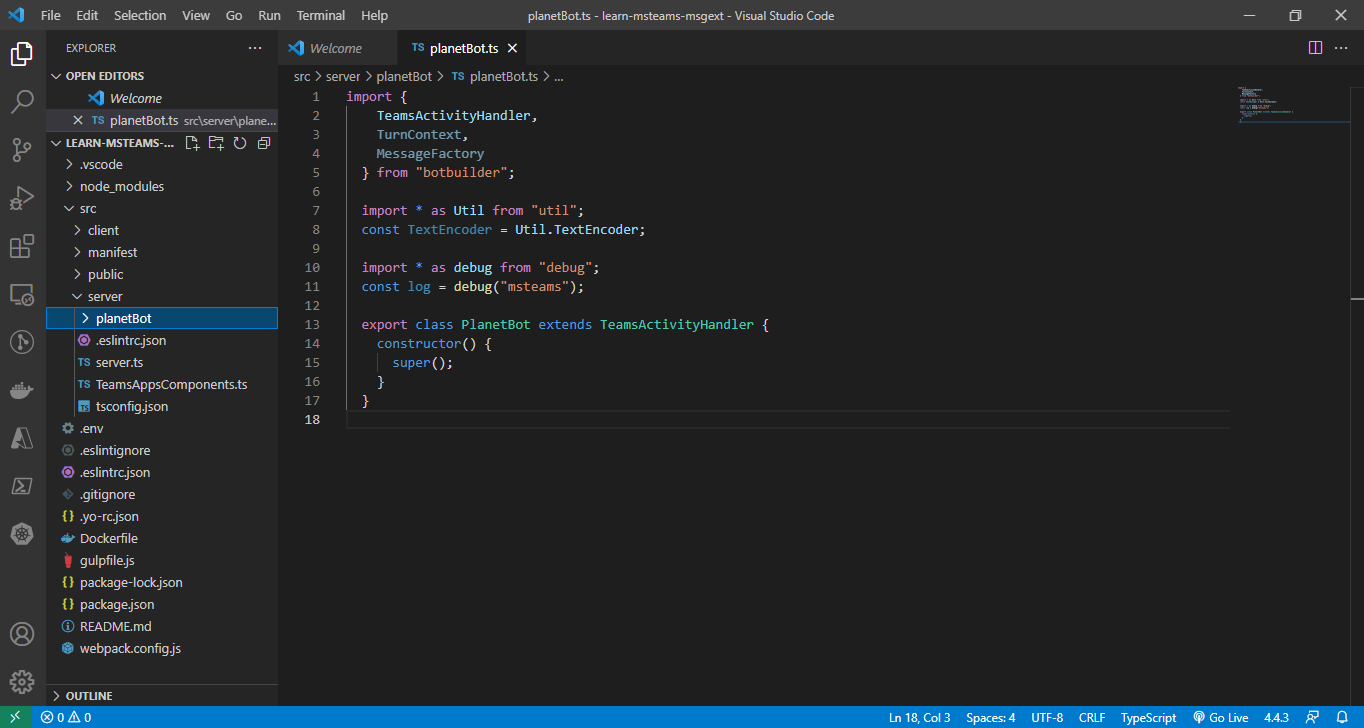 File Edit Selection View Go Run Terminal Help planetBot.ts - learn-msteams-msgext - Visual Studio Code
EXPLORER
OPEN EDITORS
Welcome
TS planetBot.ts src\server\plane...
LEARN-MSTEAMS-...
.vscode
node_modules
src
client
manifest
public
server
planetBot
.eslintrc.json
TS server.ts
TS TeamsAppsComponents.ts
TS tsconfig.json
.env
.eslintignore
.eslintrc.json
.gitignore
{} .yo-rc.json
Dockerfile
gulpfile.js
{} package-lock.json
{} package.json
README.md
webpack.config.js
OUTLINE
Welcome TS planetBot.ts
src > server > planetBot > TS planetBot.ts > ...
1 import {
2 TeamsActivityHandler,
3 TurnContext,
4 MessageFactory
5 } from "botbuilder";
6
7 import * as Util from "util";
8 const TextEncoder = Util.TextEncoder;
9
10 import * as debug from "debug";
11 const log = debug("msteams");
12
13 export class PlanetBot extends TeamsActivityHandler {
14 constructor() {
15 super();
16 }
17 }
18
0 0 Ln 18, Col 3 Spaces: 4 UTF-8 CRLF TypeScript Go Live 4.4.3